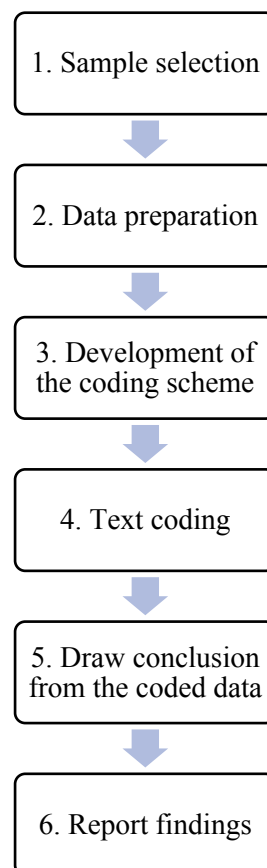 1. Sample selection
2. Data preparation
3. Development of
the coding scheme
4. Text coding
5. Draw conclusion
from the coded data
6. Report findings